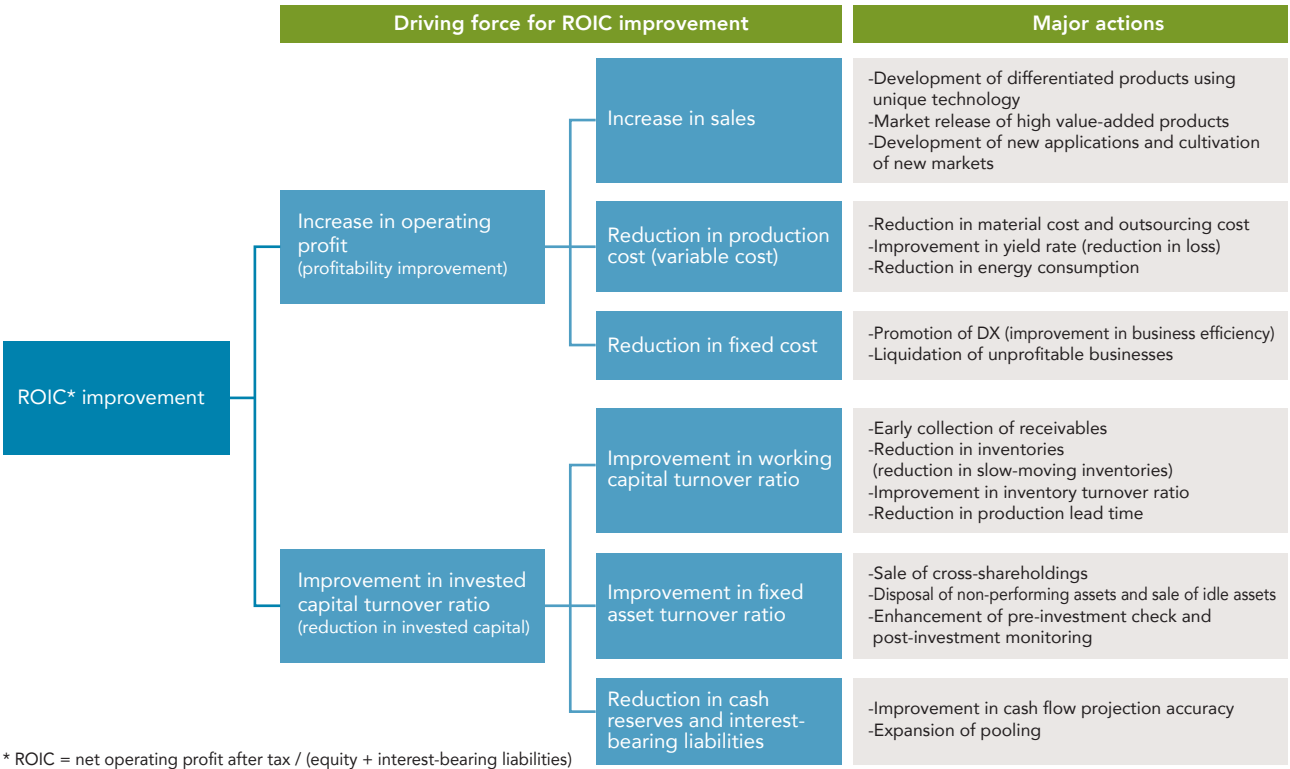 Driving force for ROIC improvement
Major actions
ROIC* improvement
Increase in operating
profit
(profitability improvement)
Increase in sales
-Development of differentiated products using
unique technology
-Market release of high value-added products
-Development of new applications and cultivation
of new markets
Reduction in production
cost (variable cost)
-Reduction in material cost and outsourcing cost
-Improvement in yield rate (reduction in loss)
-Reduction in energy consumption
Reduction in fixed cost
-Promotion of DX (improvement in business efficiency)
-Liquidation of unprofitable businesses
Improvement in invested
capital turnover ratio
(reduction in invested capital)
Improvement in working
capital turnover ratio
-Early collection of receivables
-Reduction in inventories
(reduction in slow-moving inventories)
-Improvement in inventory turnover ratio
-Reduction in production lead time
Improvement in fixed
asset turnover ratio
-Sale of cross-shareholdings
-Disposal of non-performing assets and sale of idle assets
-Enhancement of pre-investment check and
post-investment monitoring
Reduction in cash
reserves and interest-
bearing liabilities
-Improvement in cash flow projection accuracy
-Expansion of pooling
* ROIC = net operating profit after tax / (equity + interest-bearing liabilities)